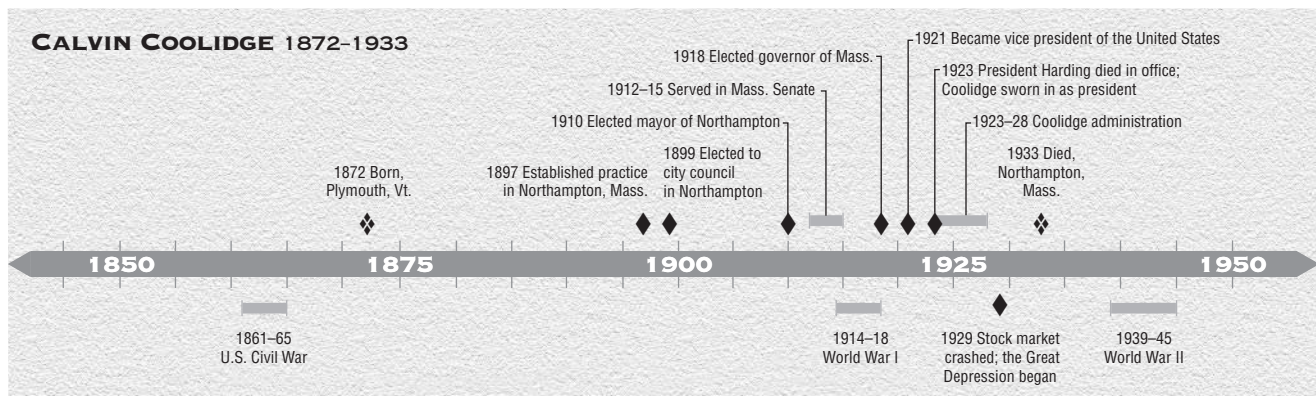 CALVIN COOLIDGE 1872–1933
1921 Became vice president of the United States
1918 Elected governor of Mass.
1923 President Harding died in office;
Coolidge sworn in as president
1912–15 Served in Mass. Senate
1910 Elected mayor of Northampton
1923–28 Coolidge administration
1899 Elected to
city council
in Northampton
1933 Died,
Northampton,
Mass.
1872 Born,
Plymouth, Vt.
1897 Established practice
in Northampton, Mass.
1850 1875 1900 1925 1950
1861–65
U.S. Civil War
1914–18
World War I
1929 Stock market
crashed; the Great
Depression began
1939–45
World War II